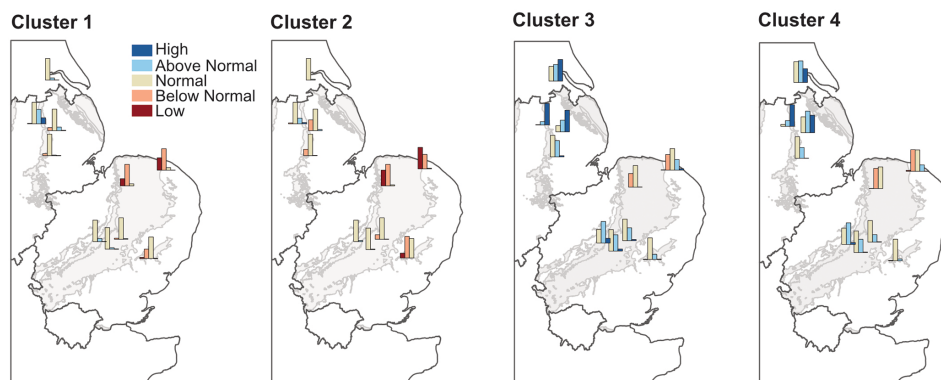 Cluster 1
Cluster 2
Cluster 3
Cluster 4
High
Above Normal
Normal
Below Normal
Low